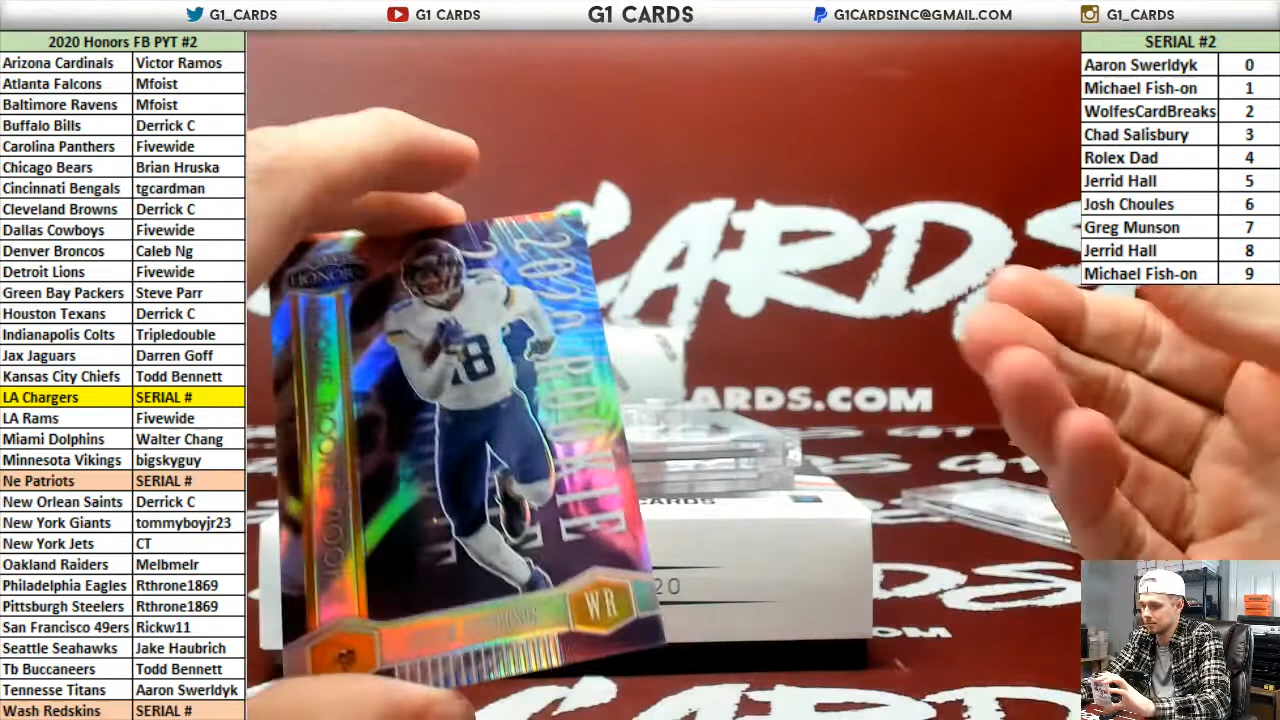 G1_CARDS G1 CARDS G1 CARDS G1CARDSINC@GMAIL.COM G1_CARDS
2020 Honors FB PYT #2
Arizona Cardinals Victor Ramos
Atlanta Falcons Mfoist
Baltimore Ravens Mfoist
Buffalo Bills Derrick C
Carolina Panthers Fivewide
Chicago Bears Brian Hruska
Cincinnati Bengals tgcardman
Cleveland Browns Derrick C
Dallas Cowboys Fivewide
Denver Broncos Caleb Ng
Detroit Lions Fivewide
Green Bay Packers Steve Parr
Houston Texans Derrick C
Indianapolis Colts Tripledouble
Jax Jaguars Darren Goff
Kansas City Chiefs Todd Bennett
LA Chargers SERIAL #
LA Rams Fivewide
Miami Dolphins Walter Chang
Minnesota Vikings bigskyguy
Ne Patriots SERIAL #
New Orlean Saints Derrick C
New York Giants tommyboyjr23
New York Jets CT
Oakland Raiders Melbmelr
Philadelphia Eagles Rthrone1869
Pittsburgh Steelers Rthrone1869
San Francisco 49ers Rickw11
Seattle Seahawks Jake Haubrich
Tb Buccaneers Todd Bennett
Tennesse Titans Aaron Swerldyk
Wash Redskins SERIAL #
SERIAL #2
Aaron Swerldyk 0
Michael Fish-on 1
WolfesCardBreaks 2
Chad Salisbury 3
Rolex Dad 4
Jerrid Hall 5
Josh Choules 6
Greg Munson 7
Jerrid Hall 8
Michael Fish-on 9
CARDS
ARDS.COM
HONORS
18
2020 ROOKIE
WR
CARDS
20